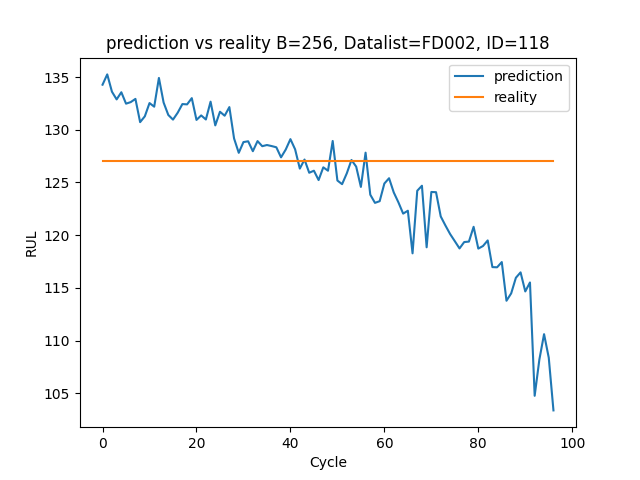 prediction vs reality B=256, Datalist=FD002, ID=118
prediction
reality
RUL
135
130
125
120
115
110
105
0 20 40 60 80 100
Cycle